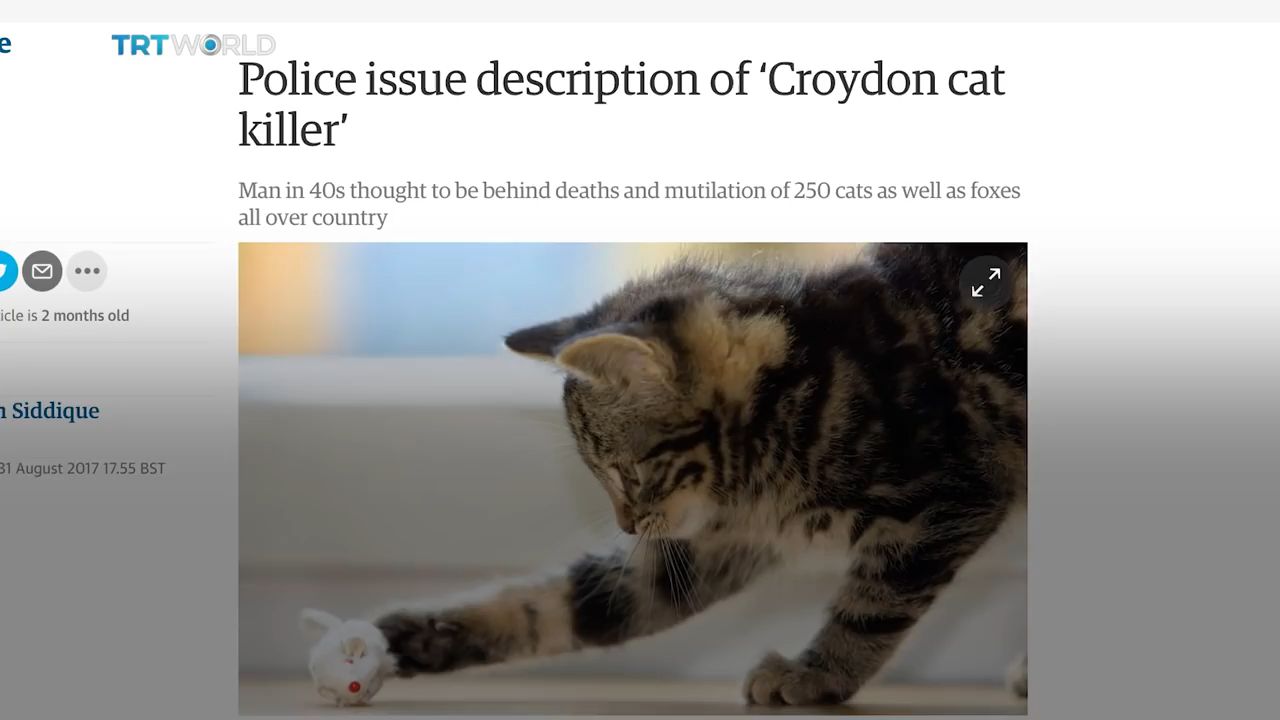 e
TRT WORLD
Police issue description of ‘Croydon cat
killer’
Man in 40s thought to be behind deaths and mutilation of 250 cats as well as foxes
all over country
icle is 2 months old
n Siddique
31 August 2017 17.55 BST